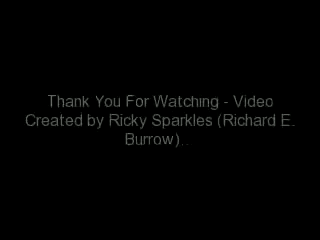 Thank You For Watching - Video
Created by Ricky Sparkles (Richard E.
Burrow)..